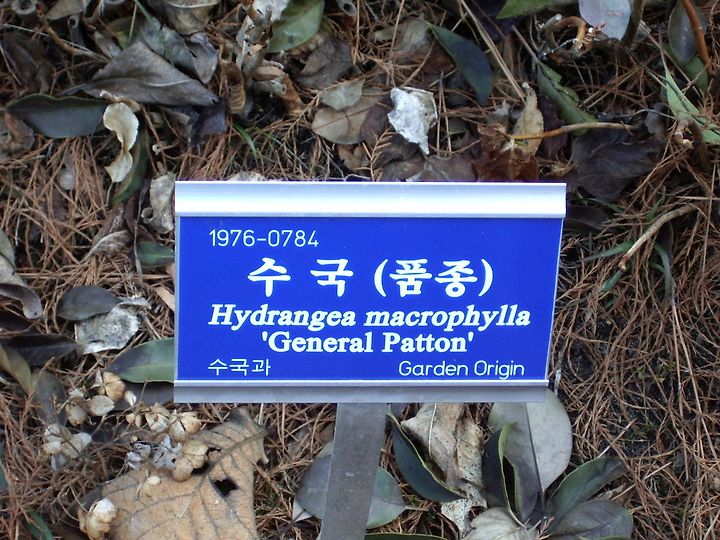 1976-0784
수국 (품종)
Hydrangea macrophylla
'General Patton'
수국과 Garden Origin